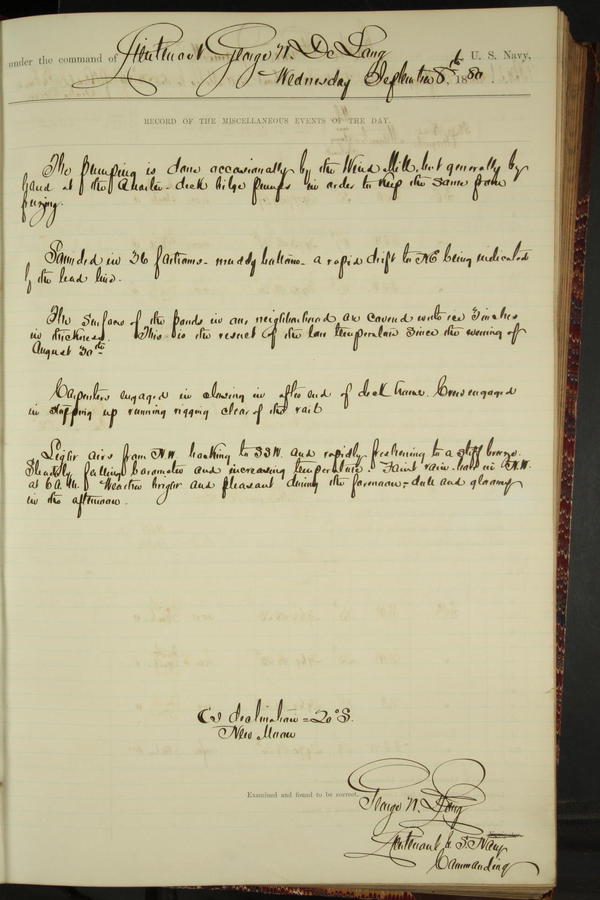 under the command of Lieutenant George W. De Long U. S. Navy,
Wednesday September 8th, 1880.
RECORD OF THE MISCELLANEOUS EVENTS OF THE DAY.
The pumping is done occasionally by the Wind Mill, but generally by
hand at the Quarter-deck bilge pumps in order to keep the same from
freezing.
Sounded in 36 fathoms - muddy bottom - a rapid drift to NE being indicated
by the lead line.
The surface of the ponds in our neighborhood are covered with ice 3 inches
in thickness. This is the result of the low temperature since the evening of
August 30th
Carpenters engaged in closing in after end of deck house. Crew engaged
in stopping up running rigging clear of the rail
Light airs from N.W. backing to SSW. and rapidly freshening to a stiff breeze.
Steadily falling barometer and increasing temperature. Faint rain-bow in N.W.
at 6 A.M. Weather bright and pleasant during the forenoon - dull and gloomy
in the afternoon.
declination = 20° S.
New Moon
Examined and found to be correct.
George W. De Long
Lieutenant U. S. Navy
Commanding